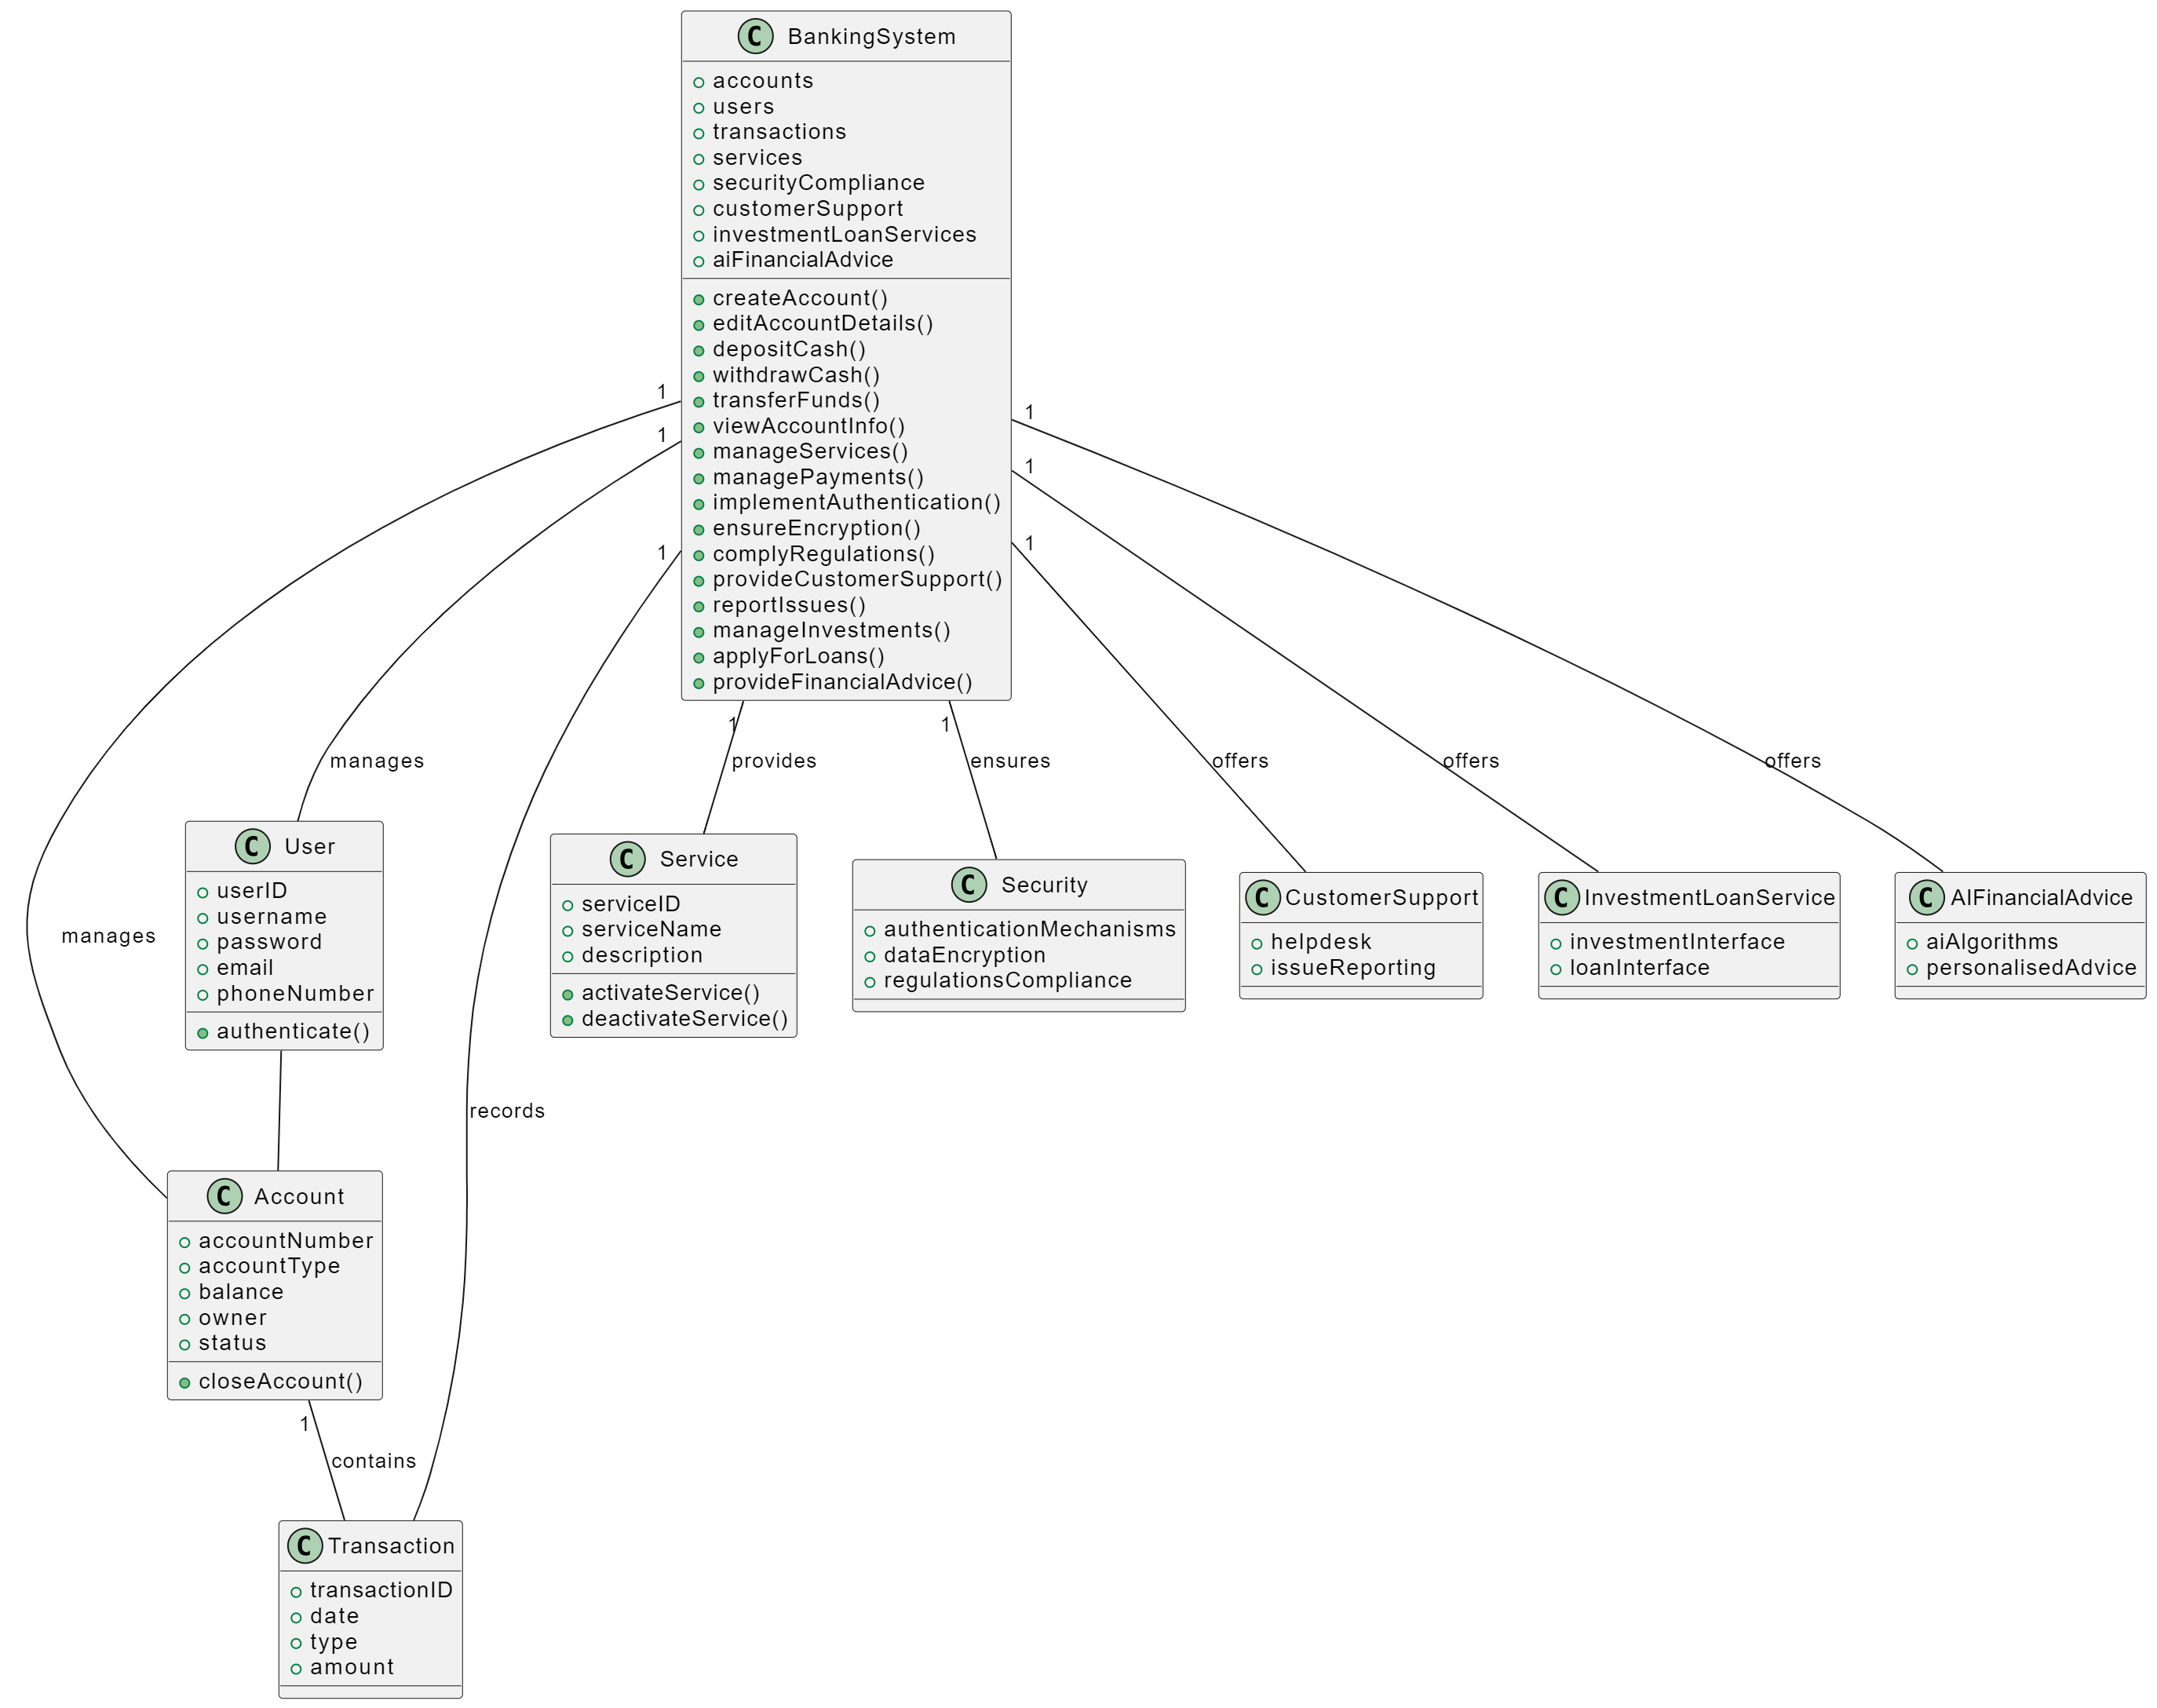 C BankingSystem
accounts
users
transactions
services
securityCompliance
customerSupport
investmentLoanServices
aiFinancialAdvice
createAccount()
editAccountDetails()
depositCash()
withdrawCash()
transferFunds()
viewAccountInfo()
manageServices()
managePayments()
implementAuthentication()
ensureEncryption()
complyRegulations()
provideCustomerSupport()
reportIssues()
manageInvestments()
applyForLoans()
provideFinancialAdvice()
1
1
1
1
1
1
1
1
manages
provides
ensures
offers
offers
offers
manages
records
C User
userID
username
password
email
phoneNumber
authenticate()
C Service
serviceID
serviceName
description
activateService()
deactivateService()
C Security
authenticationMechanisms
dataEncryption
regulationsCompliance
C CustomerSupport
helpdesk
issueReporting
C InvestmentLoanService
investmentInterface
loanInterface
C AIFinancialAdvice
aiAlgorithms
personalisedAdvice
C Account
accountNumber
accountType
balance
owner
status
closeAccount()
1
contains
C Transaction
transactionID
date
type
amount